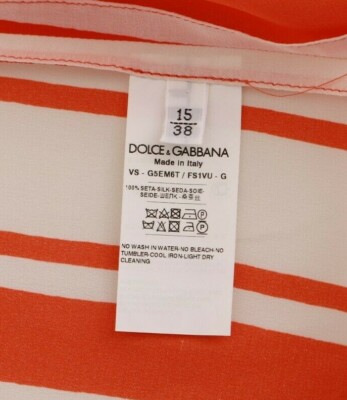 15
38
DOLCE & GABBANA
Made in Italy
VS - G5EM6T / FS1VU - G
100% SETA-SILK-SEDA-SOIE-
SEIDE-ШЕЛК -
NO WASH IN WATER-NO BLEACH-NO
TUMBLER-COOL IRON-LIGHT DRY
CLEANING